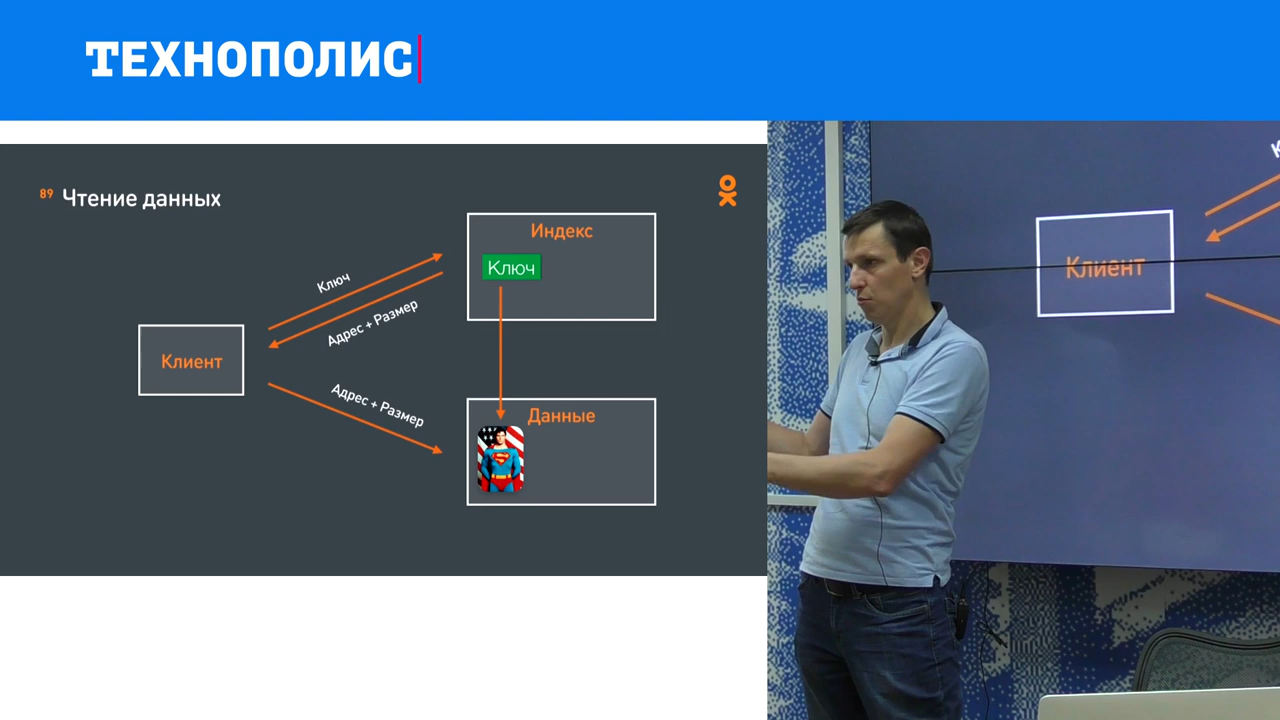 ТЕХНОПОЛИС
89 Чтение данных
Индекс
Ключ
Ключ
Адрес + Размер
Клиент
Адрес + Размер
Данные
К
Клиент